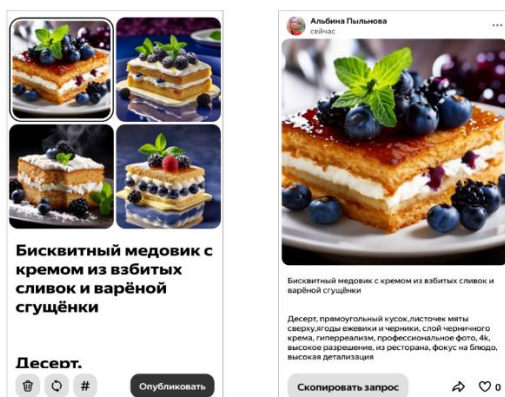 Бисквитный медовик с
кремом из взбитых
сливок и варёной
сгущёнки
Десерт,
#
Опубликовать
Альбина Пыльнова
сейчас
...
Бисквитный медовик с кремом из взбитых сливок и
варёной сгущёнки
Десерт, прямоугольный кусок,листочек мяты
сверху,ягоды ежевики и черники, слой черничного
крема, гиперреализм, профессиональное фото, 4k,
высокое разрешение, из ресторана, фокус на блюдо,
высокая детализация
Скопировать запрос
0